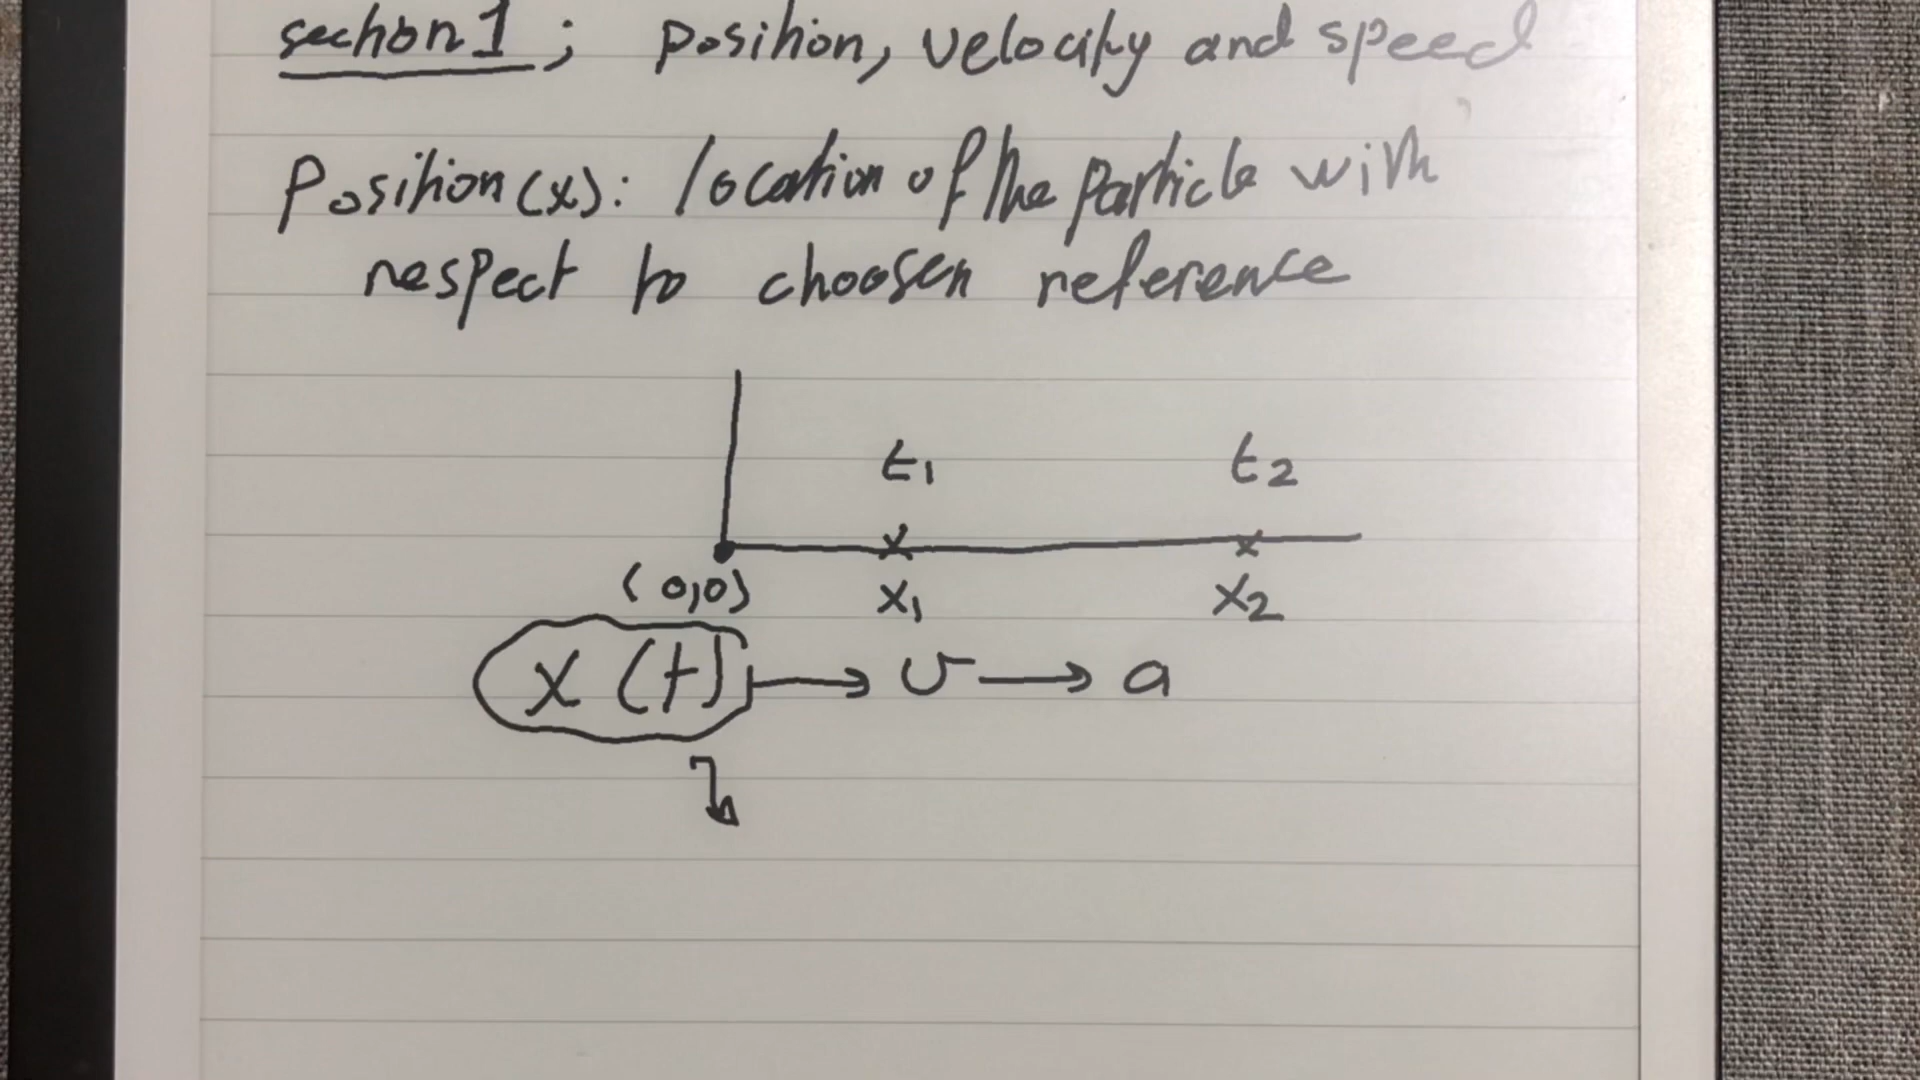 section 1; Position, velocity and speed
Position (x): location of the particle with
respect to choosen reference
t1 t2
(0,0) x1 x2
x (t) → v → a